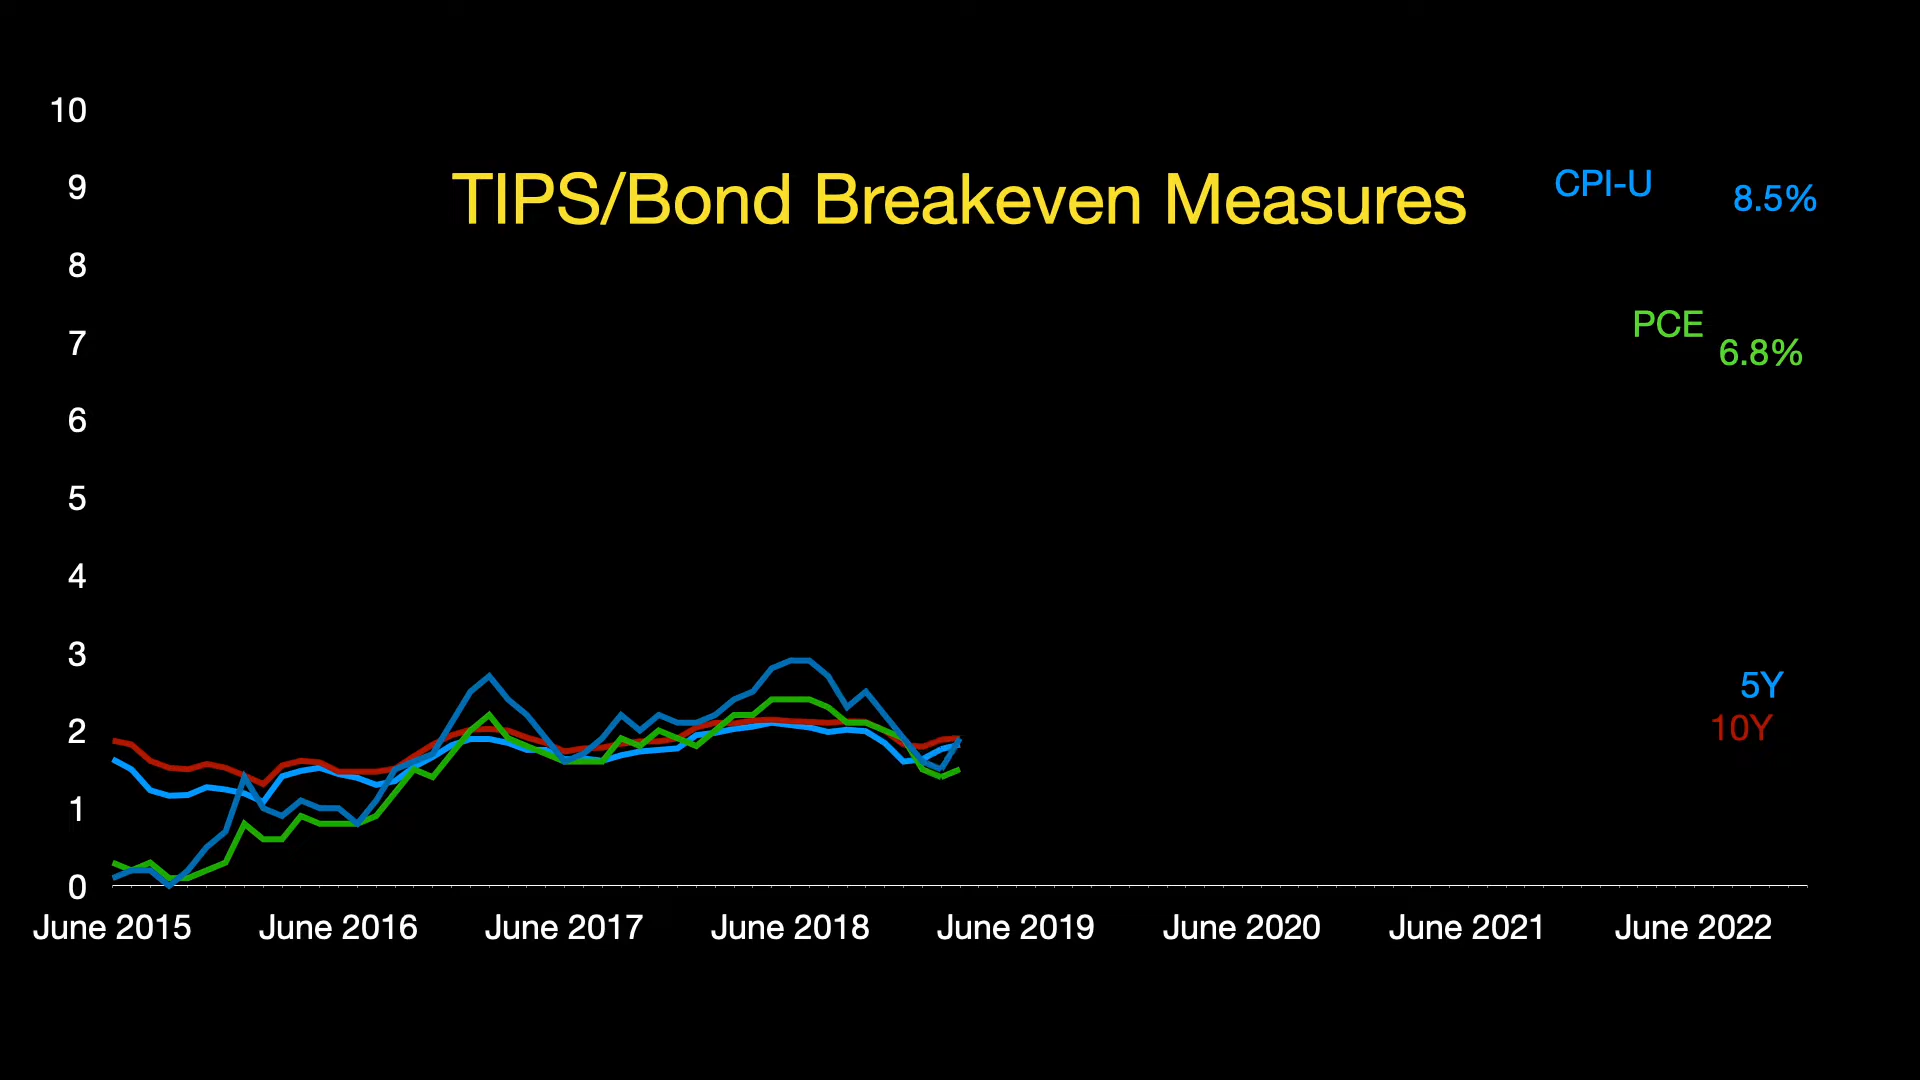 TIPS/Bond Breakeven Measures
10
9
8
7
6
5
4
3
2
1
0
CPI-U 8.5%
PCE 6.8%
5Y
10Y
June 2015 June 2016 June 2017 June 2018 June 2019 June 2020 June 2021 June 2022